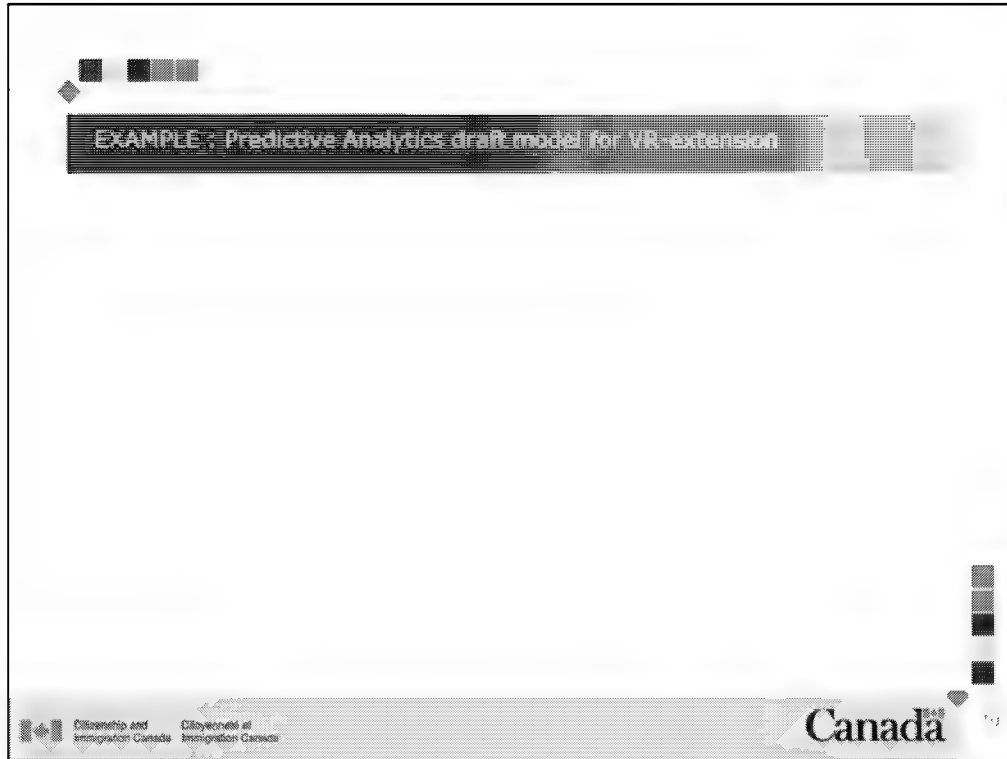 EXAMPLE : Predictive Analytics draft model for VR-extension
Citizenship and
Immigration Canada
Citoyenneté et
Immigration Canada
Canada